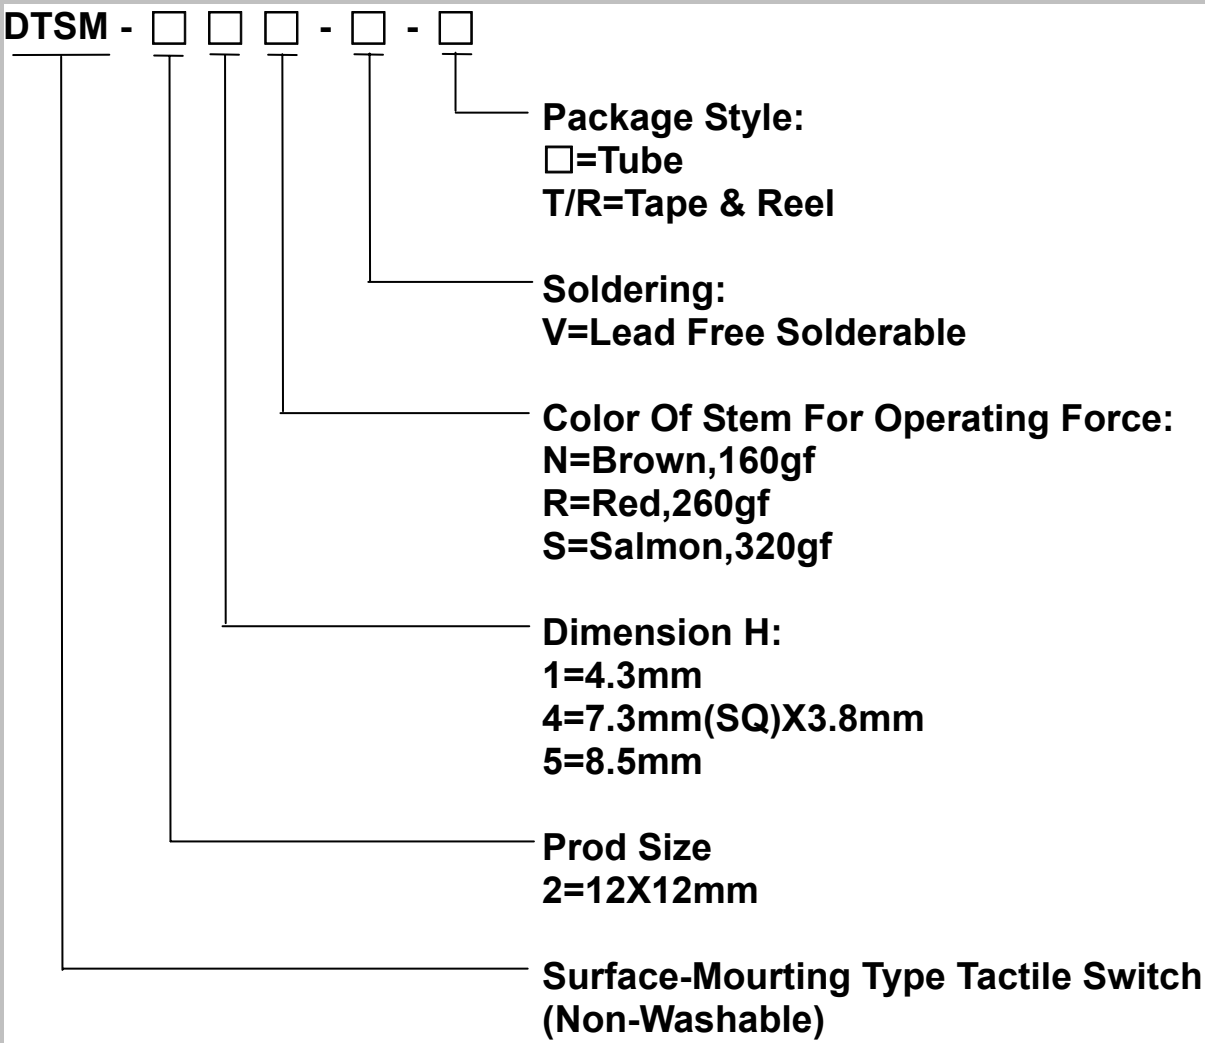 DTSM - □ □ □ - □ - □
Package Style:
□=Tube
T/R=Tape & Reel
Soldering:
V=Lead Free Solderable
Color Of Stem For Operating Force:
N=Brown,160gf
R=Red,260gf
S=Salmon,320gf
Dimension H:
1=4.3mm
4=7.3mm(SQ)X3.8mm
5=8.5mm
Prod Size
2=12X12mm
Surface-Mourting Type Tactile Switch
(Non-Washable)